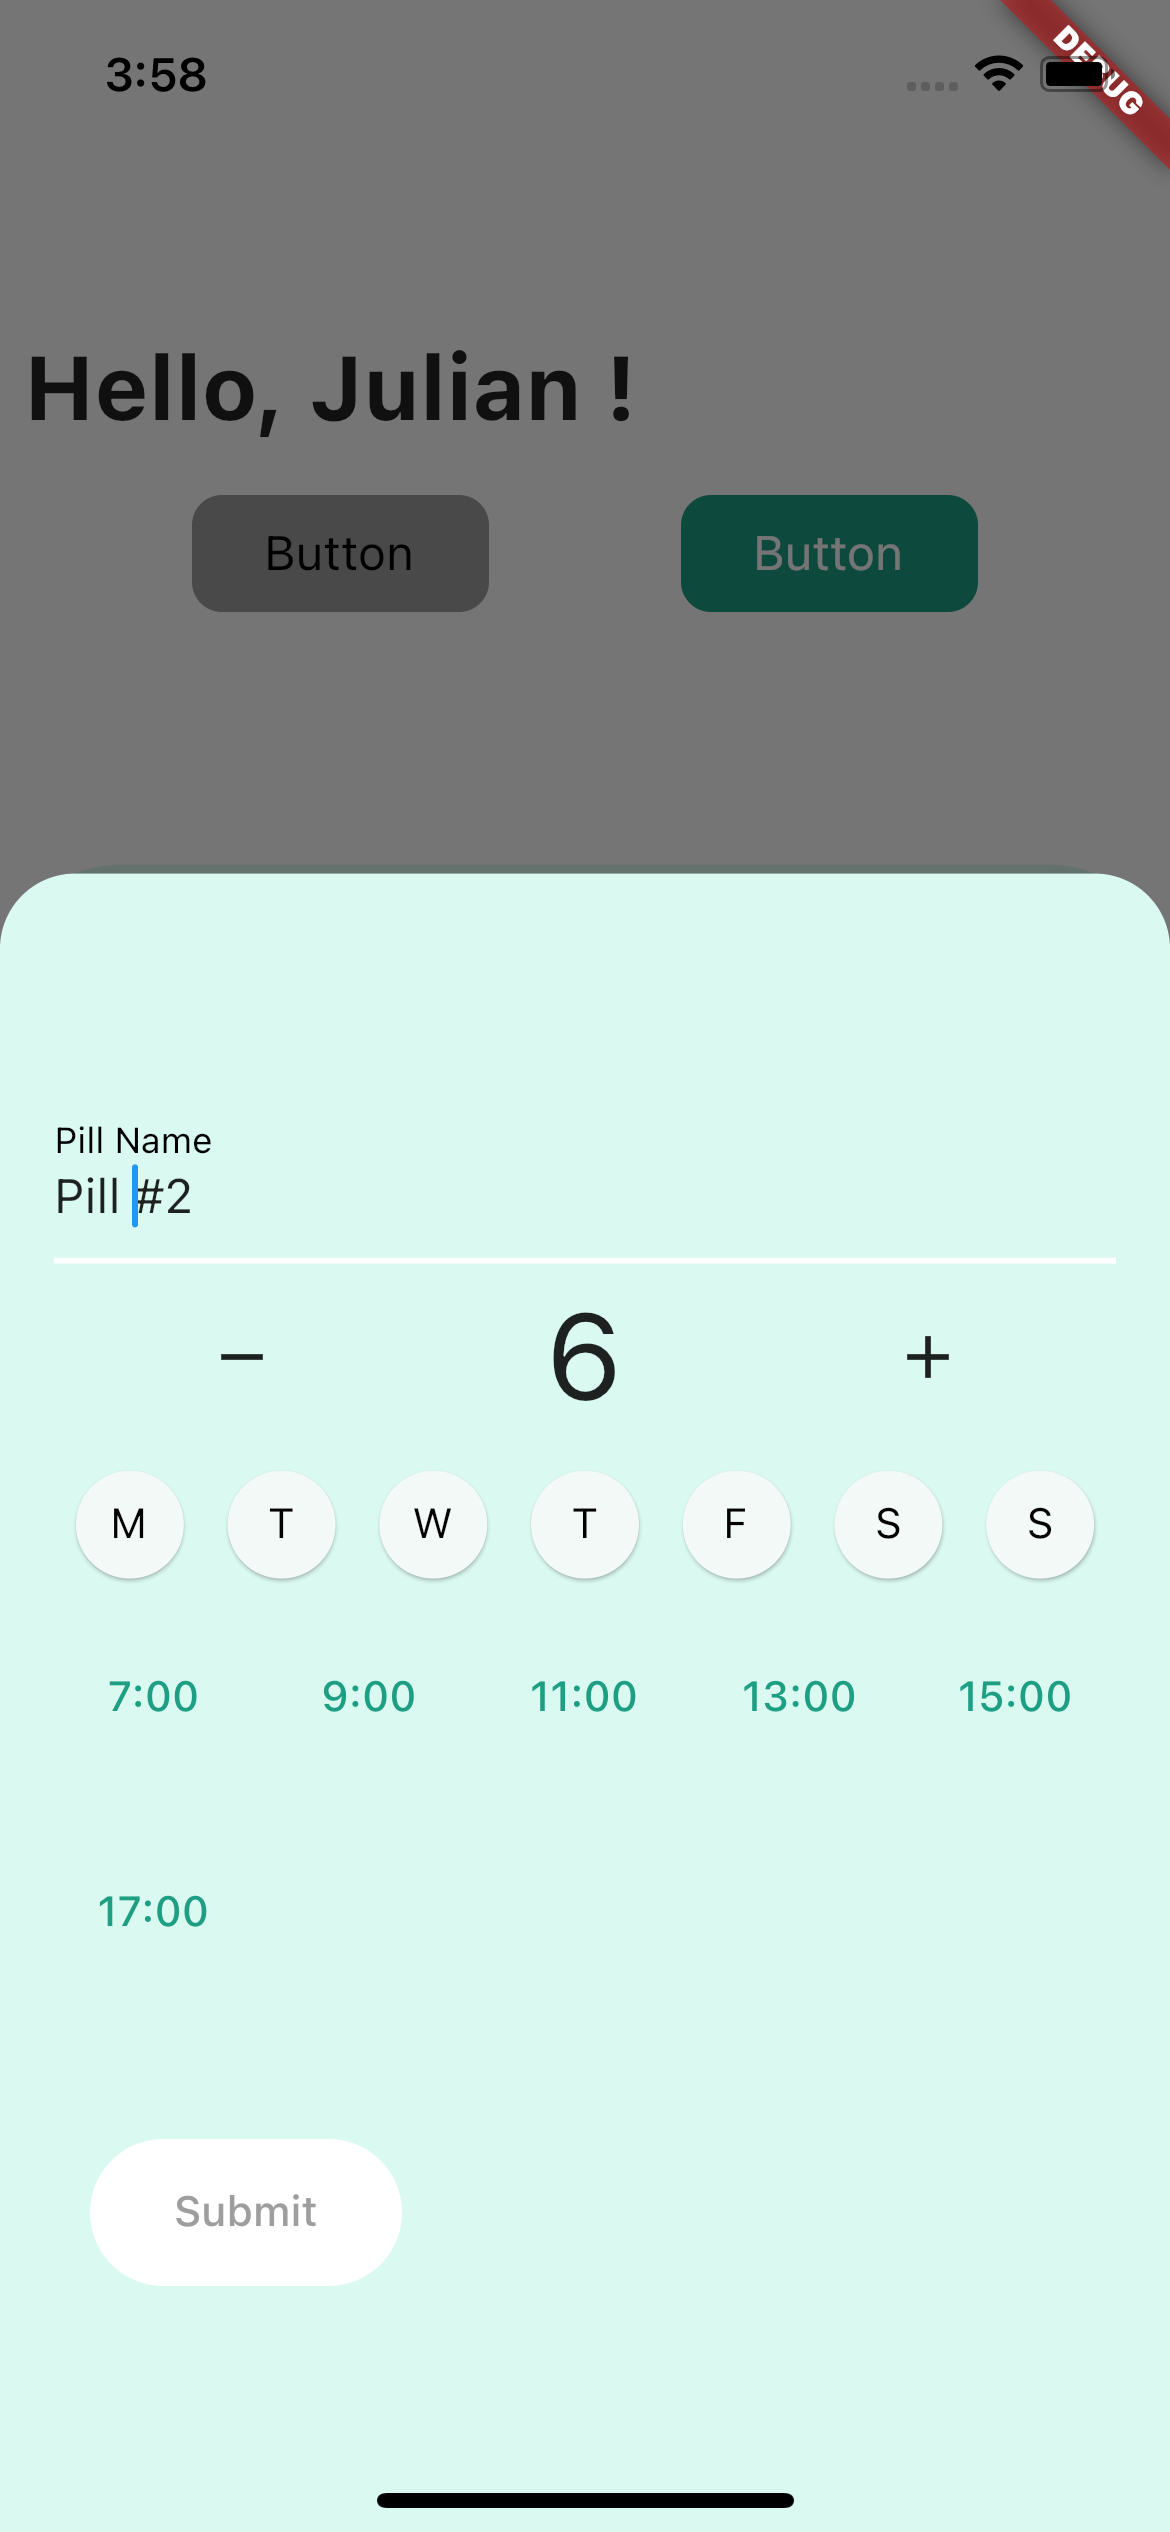 3:58
DEBUG
Hello, Julian !
Button Button
Pill Name
Pill #2
− 6 +
M T W T F S S
7:00 9:00 11:00 13:00 15:00
17:00
Submit